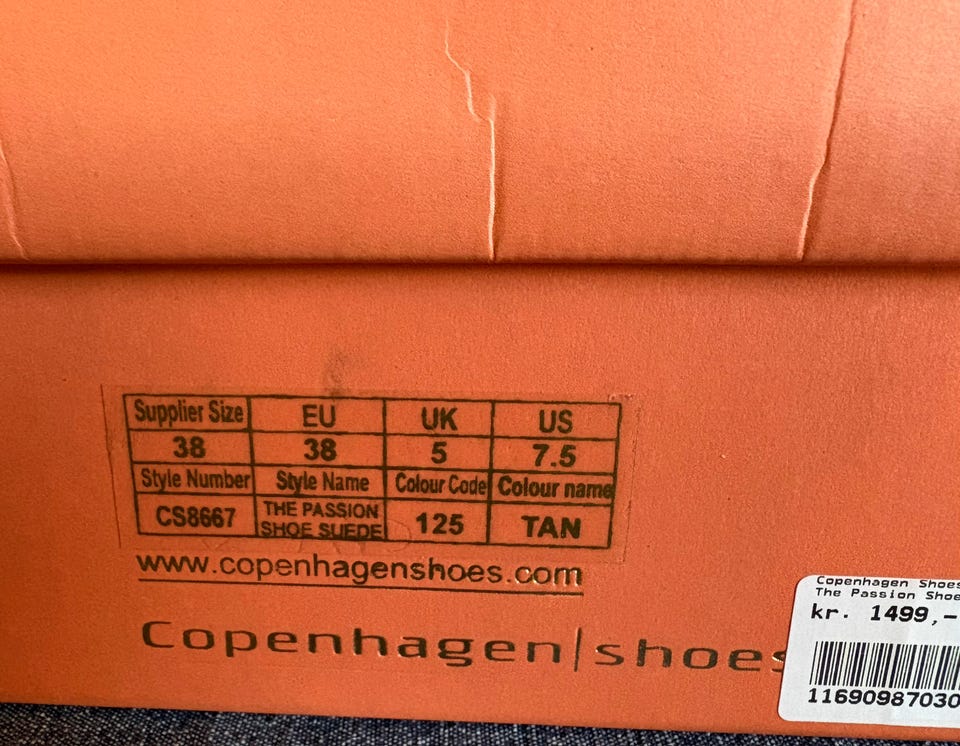 Supplier Size EU UK US
38 38 5 7.5
Style Number Style Name Colour Code Colour name
CS8667 THE PASSION SHOE SUEDE 125 TAN
www.copenhagenshoes.com
Copenhagen|shoes
Copenhagen Shoes
The Passion Shoe
kr. 1499,-
11690987030